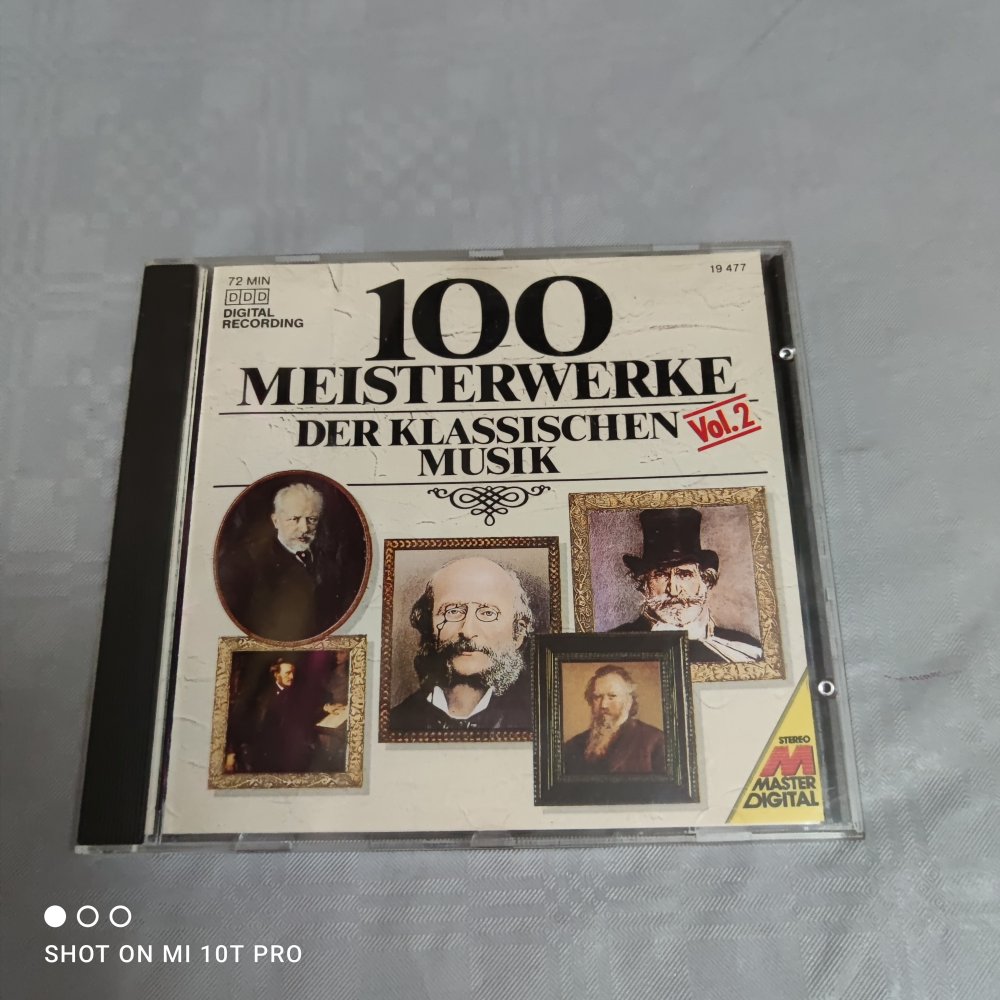 72 MIN
DDD
DIGITAL
RECORDING
19 477
100
MEISTERWERKE
DER KLASSISCHEN
Vol.2
MUSIK
STEREO
M
MASTER
DIGITAL
SHOT ON MI 10T PRO